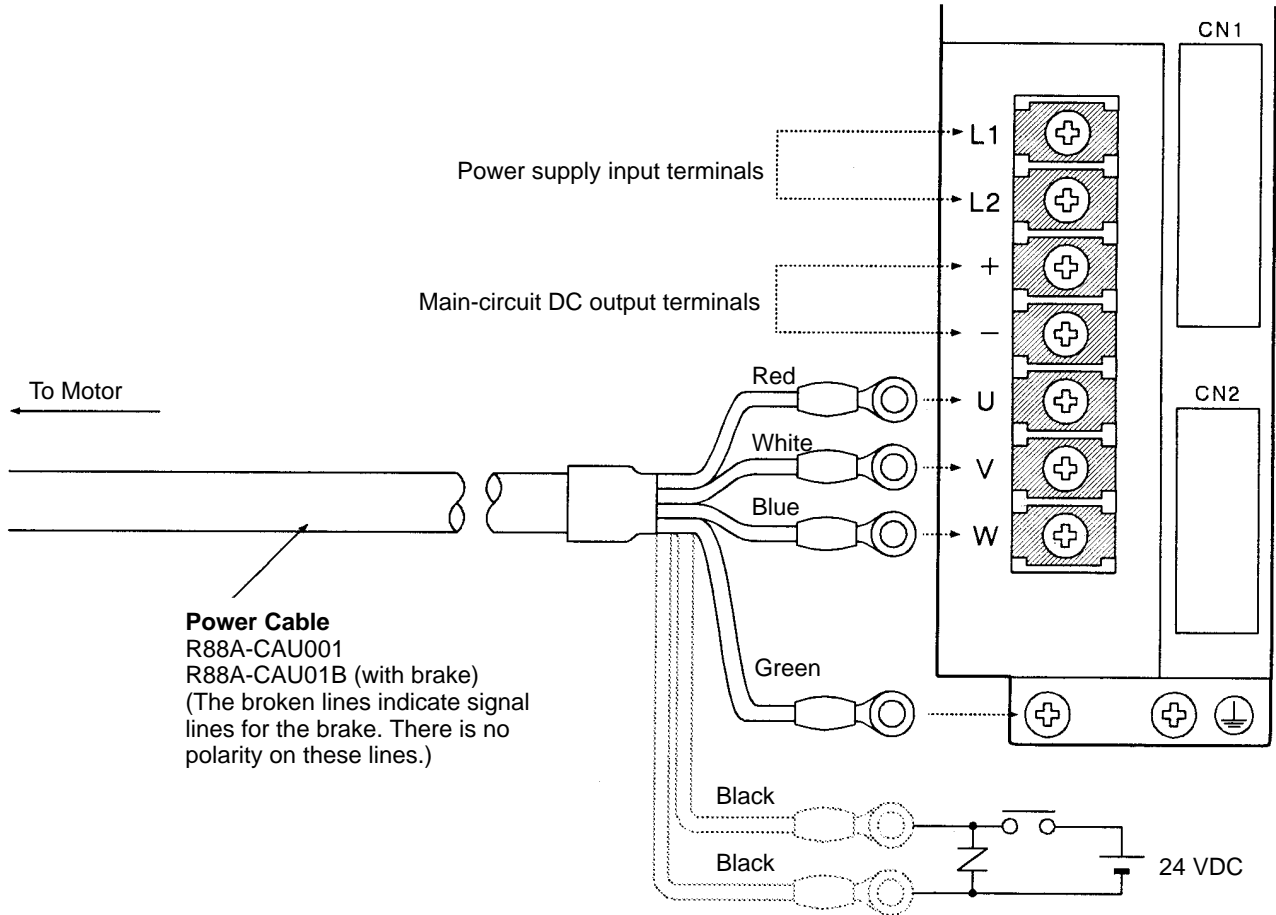 CN1
L1
Power supply input terminals
L2
+
Main-circuit DC output terminals
−
To Motor
Red
U
CN2
White
V
Blue
W
Power Cable
R88A-CAU001
R88A-CAU01B (with brake)
(The broken lines indicate signal
lines for the brake. There is no
polarity on these lines.)
Green
Black
Black
24 VDC